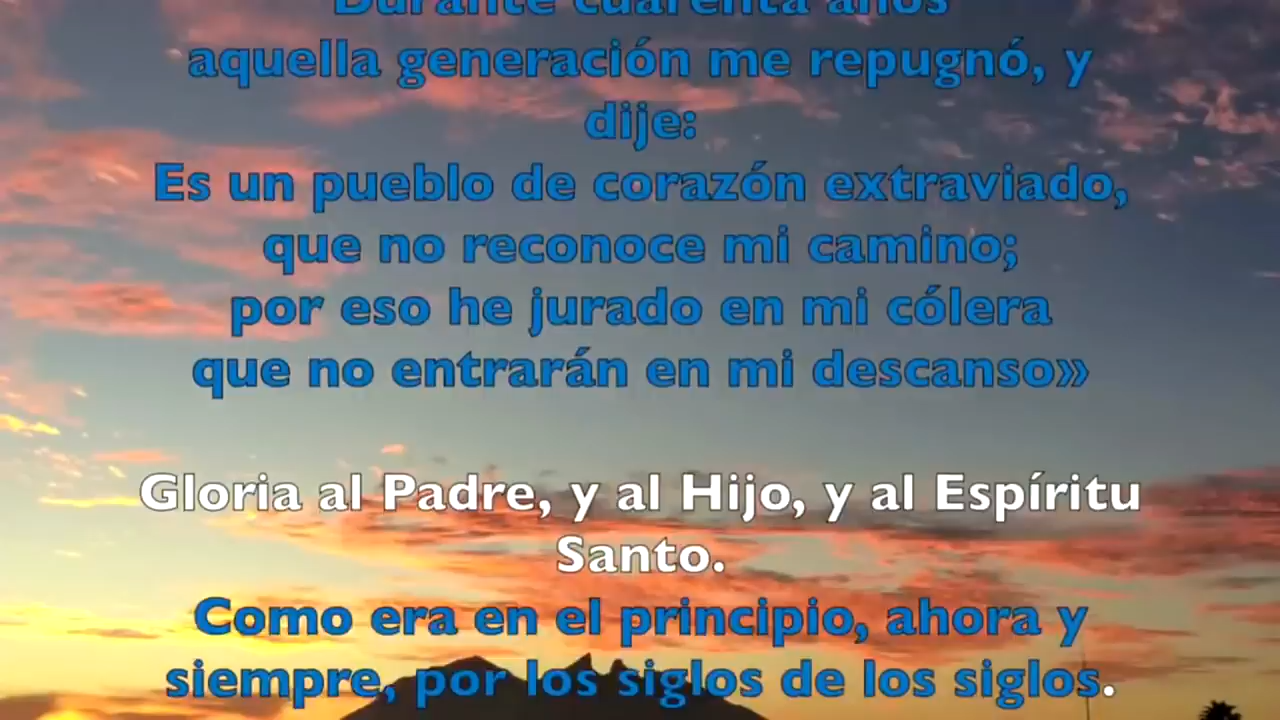 Durante cuarenta años
aquella generación me repugnó, y
dije:
Es un pueblo de corazón extraviado,
que no reconoce mi camino;
por eso he jurado en mi cólera
que no entrarán en mi descanso»
Gloria al Padre, y al Hijo, y al Espíritu
Santo.
Como era en el principio, ahora y
siempre, por los siglos de los siglos.